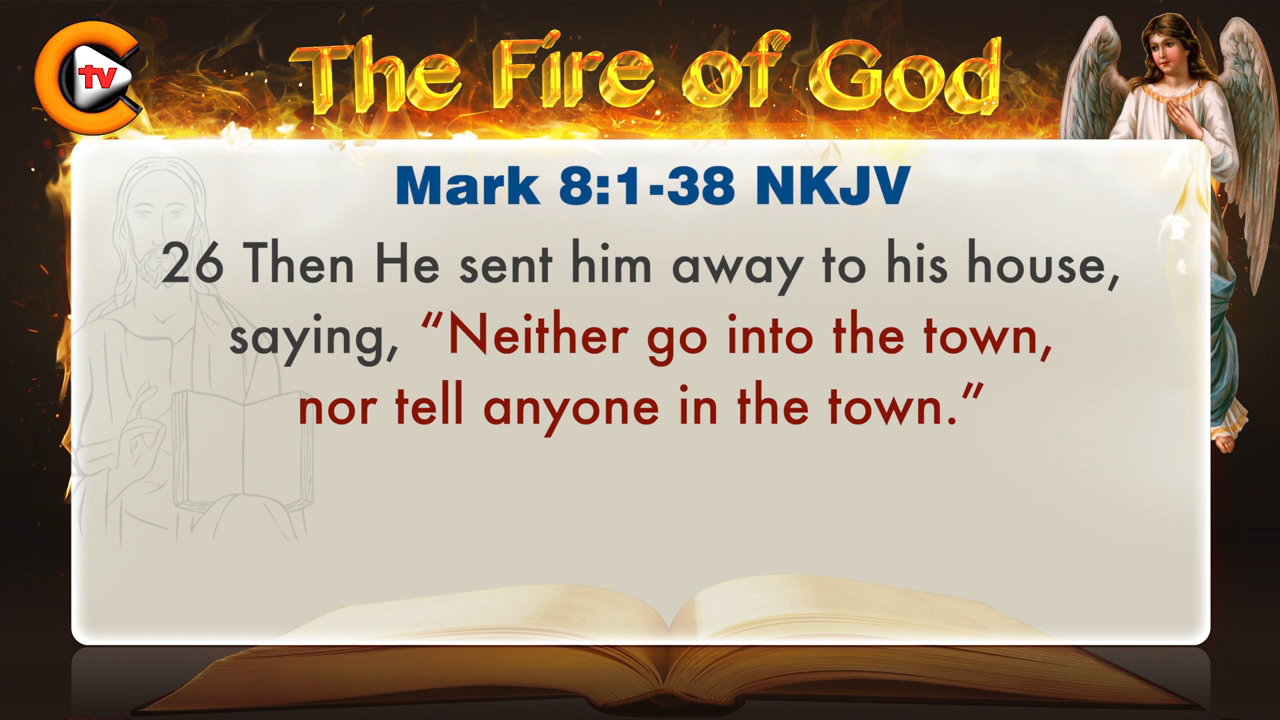 tv
The Fire of God
Mark 8:1-38 NKJV
26 Then He sent him away to his house,
saying, “Neither go into the town,
nor tell anyone in the town.”